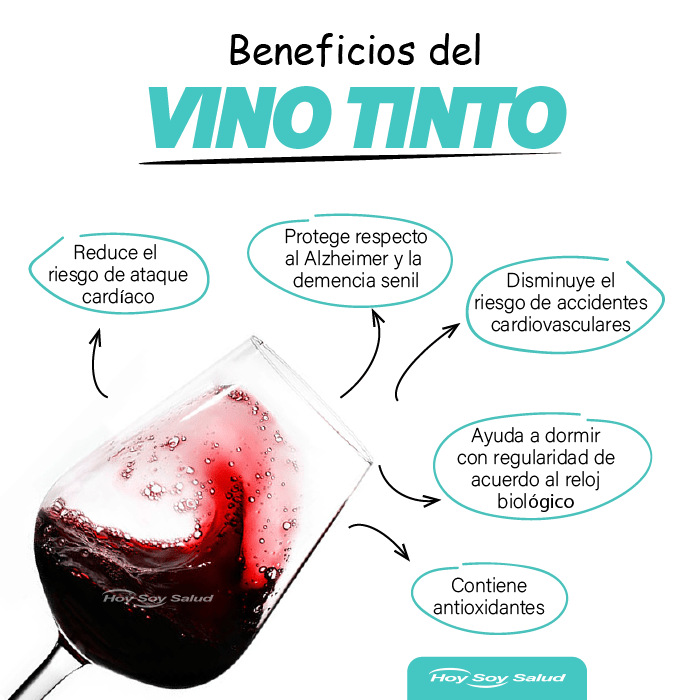 Beneficios del
VINO TINTO
Reduce el
riesgo de ataque
cardíaco
Protege respecto
al Alzheimer y la
demencia senil
Disminuye el
riesgo de accidentes
cardiovasculares
Ayuda a dormir
con regularidad de
acuerdo al reloj
biológico
Contiene
antioxidantes
Hoy Soy Salud
Hoy Soy Salud